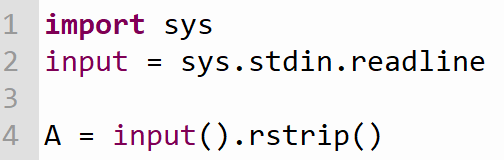 1 import sys
2 input = sys.stdin.readline
3
4 A = input().rstrip()